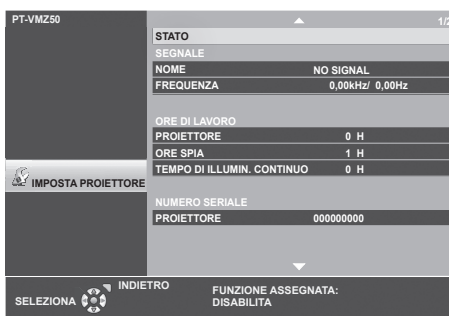 PT-VMZ50
1/2
STATO
SEGNALE
NOME NO SIGNAL
FREQUENZA 0,00kHz/ 0,00Hz
ORE DI LAVORO
PROIETTORE 0 H
ORE SPIA 1 H
TEMPO DI ILLUMIN. CONTINUO 0 H
IMPOSTA PROIETTORE
NUMERO SERIALE
PROIETTORE 000000000
SELEZIONA INDIETRO
FUNZIONE ASSEGNATA:
DISABILITA